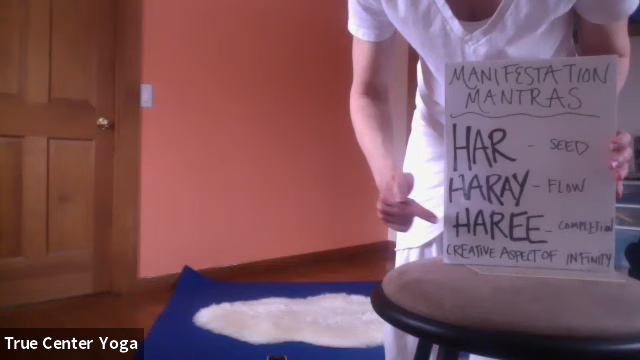 MANIFESTATION
MANTRAS
HAR - SEED
HARAY - FLOW
HAREE - COMPLETION
CREATIVE ASPECT OF INFINITY
True Center Yoga